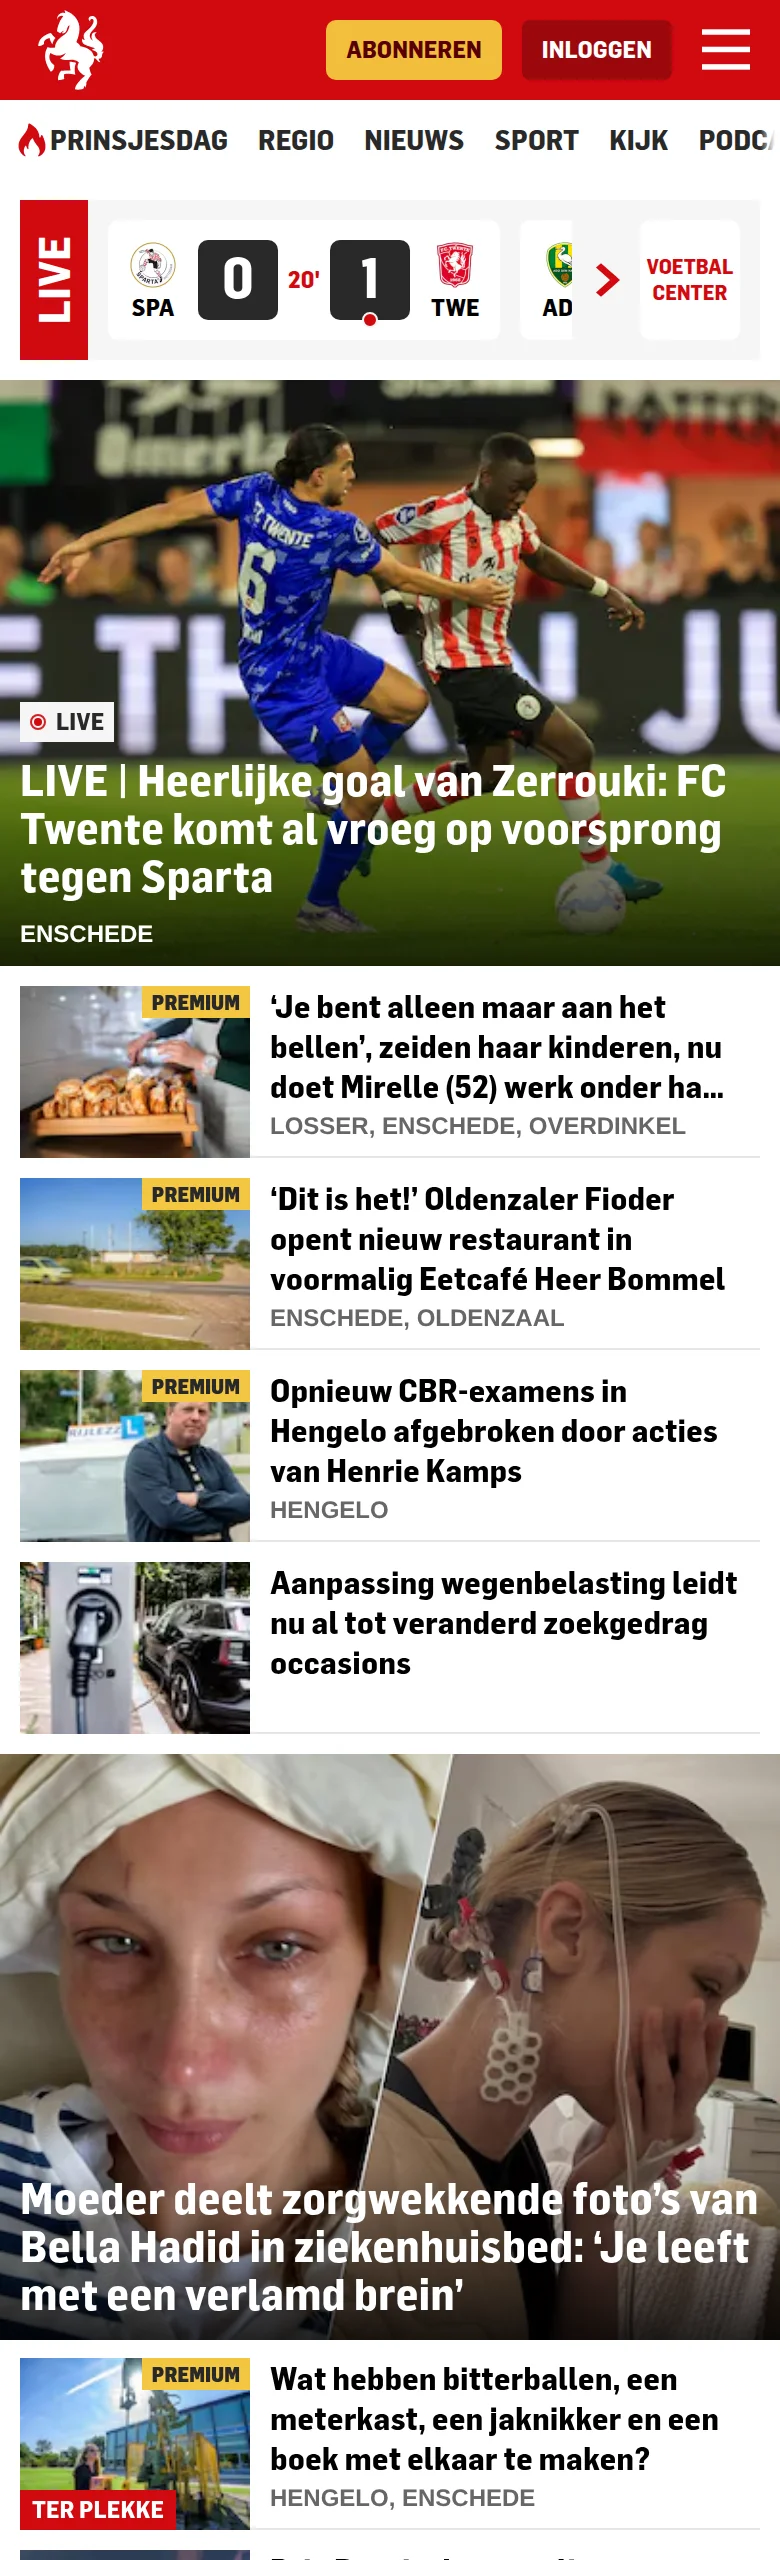 ABONNEREN
INLOGGEN
PRINSJESDAG REGIO NIEUWS SPORT KIJK
LIVE
SPA
0
20'
1
TWE
VOETBAL
CENTER
FC TWENTE
6
LIVE
LIVE | Heerlijke goal van Zerrouki: FC
Twente komt al vroeg op voorsprong
tegen Sparta
ENSCHEDE
PREMIUM
‘Je bent alleen maar aan het
bellen’, zeiden haar kinderen, nu
doet Mirelle (52) werk onder ha...
LOSSER, ENSCHEDE, OVERDINKEL
PREMIUM
‘Dit is het!’ Oldenzaler Fioder
opent nieuw restaurant in
voormalig Eetcafé Heer Bommel
ENSCHEDE, OLDENZAAL
PREMIUM
L
Opnieuw CBR-examens in
Hengelo afgebroken door acties
van Henrie Kamps
HENGELO
Aanpassing wegenbelasting leidt
nu al tot veranderd zoekgedrag
occasions
Moeder deelt zorgwekkende foto’s van
Bella Hadid in ziekenhuisbed: ‘Je leeft
met een verlamd brein’
PREMIUM
TER PLEKKE
Wat hebben bitterballen, een
meterkast, een jaknikker en een
boek met elkaar te maken?
HENGELO, ENSCHEDE